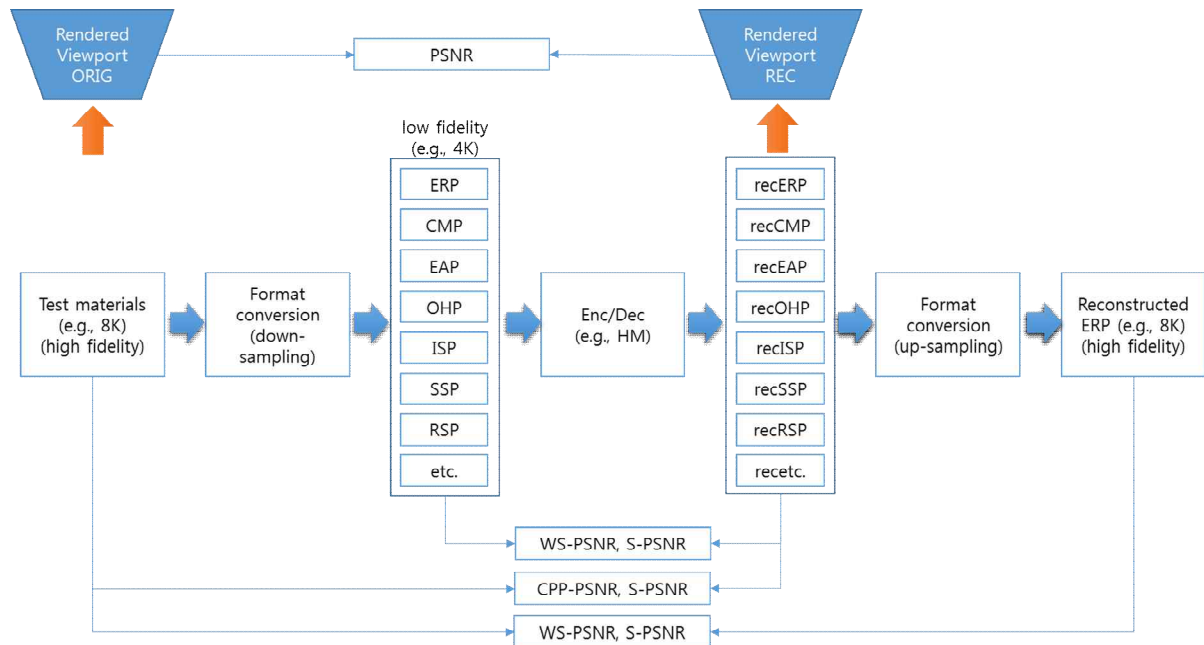 Rendered
Viewport
ORIG
PSNR
Rendered
Viewport
REC
low fidelity
(e.g., 4K)
ERP
CMP
EAP
OHP
ISP
SSP
RSP
etc.
recERP
recCMP
recEAP
recOHP
recISP
recSSP
recRSP
recetc.
Test materials
(e.g., 8K)
(high fidelity)
Format
conversion
(down-
sampling)
Enc/Dec
(e.g., HM)
Format
conversion
(up-sampling)
Reconstructed
ERP (e.g., 8K)
(high fidelity)
WS-PSNR, S-PSNR
CPP-PSNR, S-PSNR
WS-PSNR, S-PSNR